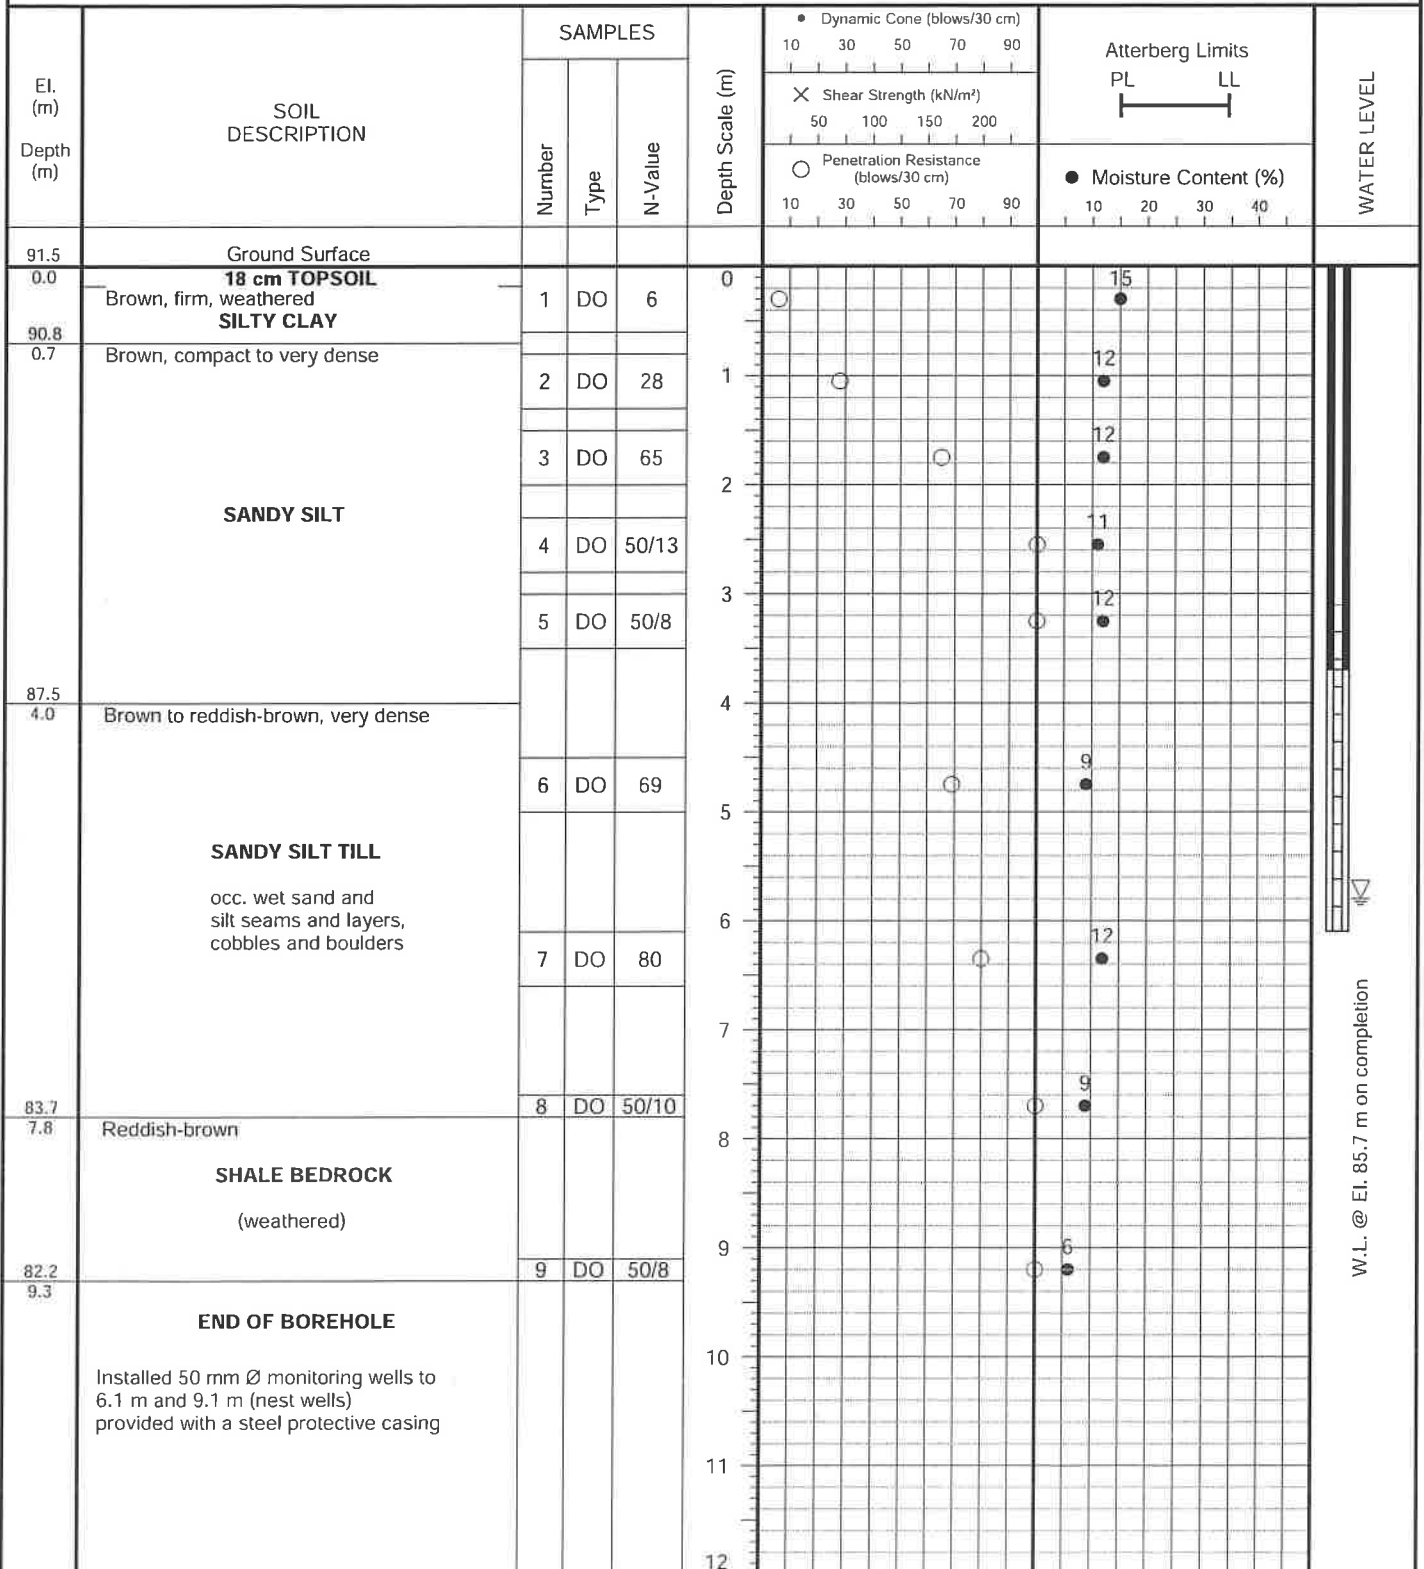 El.
(m)
Depth
(m)
SOIL
DESCRIPTION
SAMPLES
Number
Type
N-Value
Depth Scale (m)
• Dynamic Cone (blows/30 cm)
10 30 50 70 90
X Shear Strength (kN/m²)
50 100 150 200
O Penetration Resistance
(blows/30 cm)
10 30 50 70 90
Atterberg Limits
PL LL
● Moisture Content (%)
10 20 30 40
WATER LEVEL
91.5 Ground Surface
0.0 18 cm TOPSOIL 0 15
Brown, firm, weathered 1 DO 6
SILTY CLAY
90.8
0.7 Brown, compact to very dense 12
2 DO 28 1
12
3 DO 65
2
SANDY SILT
11
4 DO 50/13
3 12
5 DO 50/8
87.5
4.0 Brown to reddish-brown, very dense 4
9
6 DO 69
5
SANDY SILT TILL
occ. wet sand and
silt seams and layers, 6
cobbles and boulders 12
7 DO 80
7
9
83.7 8 DO 50/10
7.8 Reddish-brown 8
SHALE BEDROCK
(weathered)
9 6
82.2 9 DO 50/8
9.3
END OF BOREHOLE
10
Installed 50 mm Ø monitoring wells to
6.1 m and 9.1 m (nest wells)
provided with a steel protective casing
11
12
W.L. @ El. 85.7 m on completion